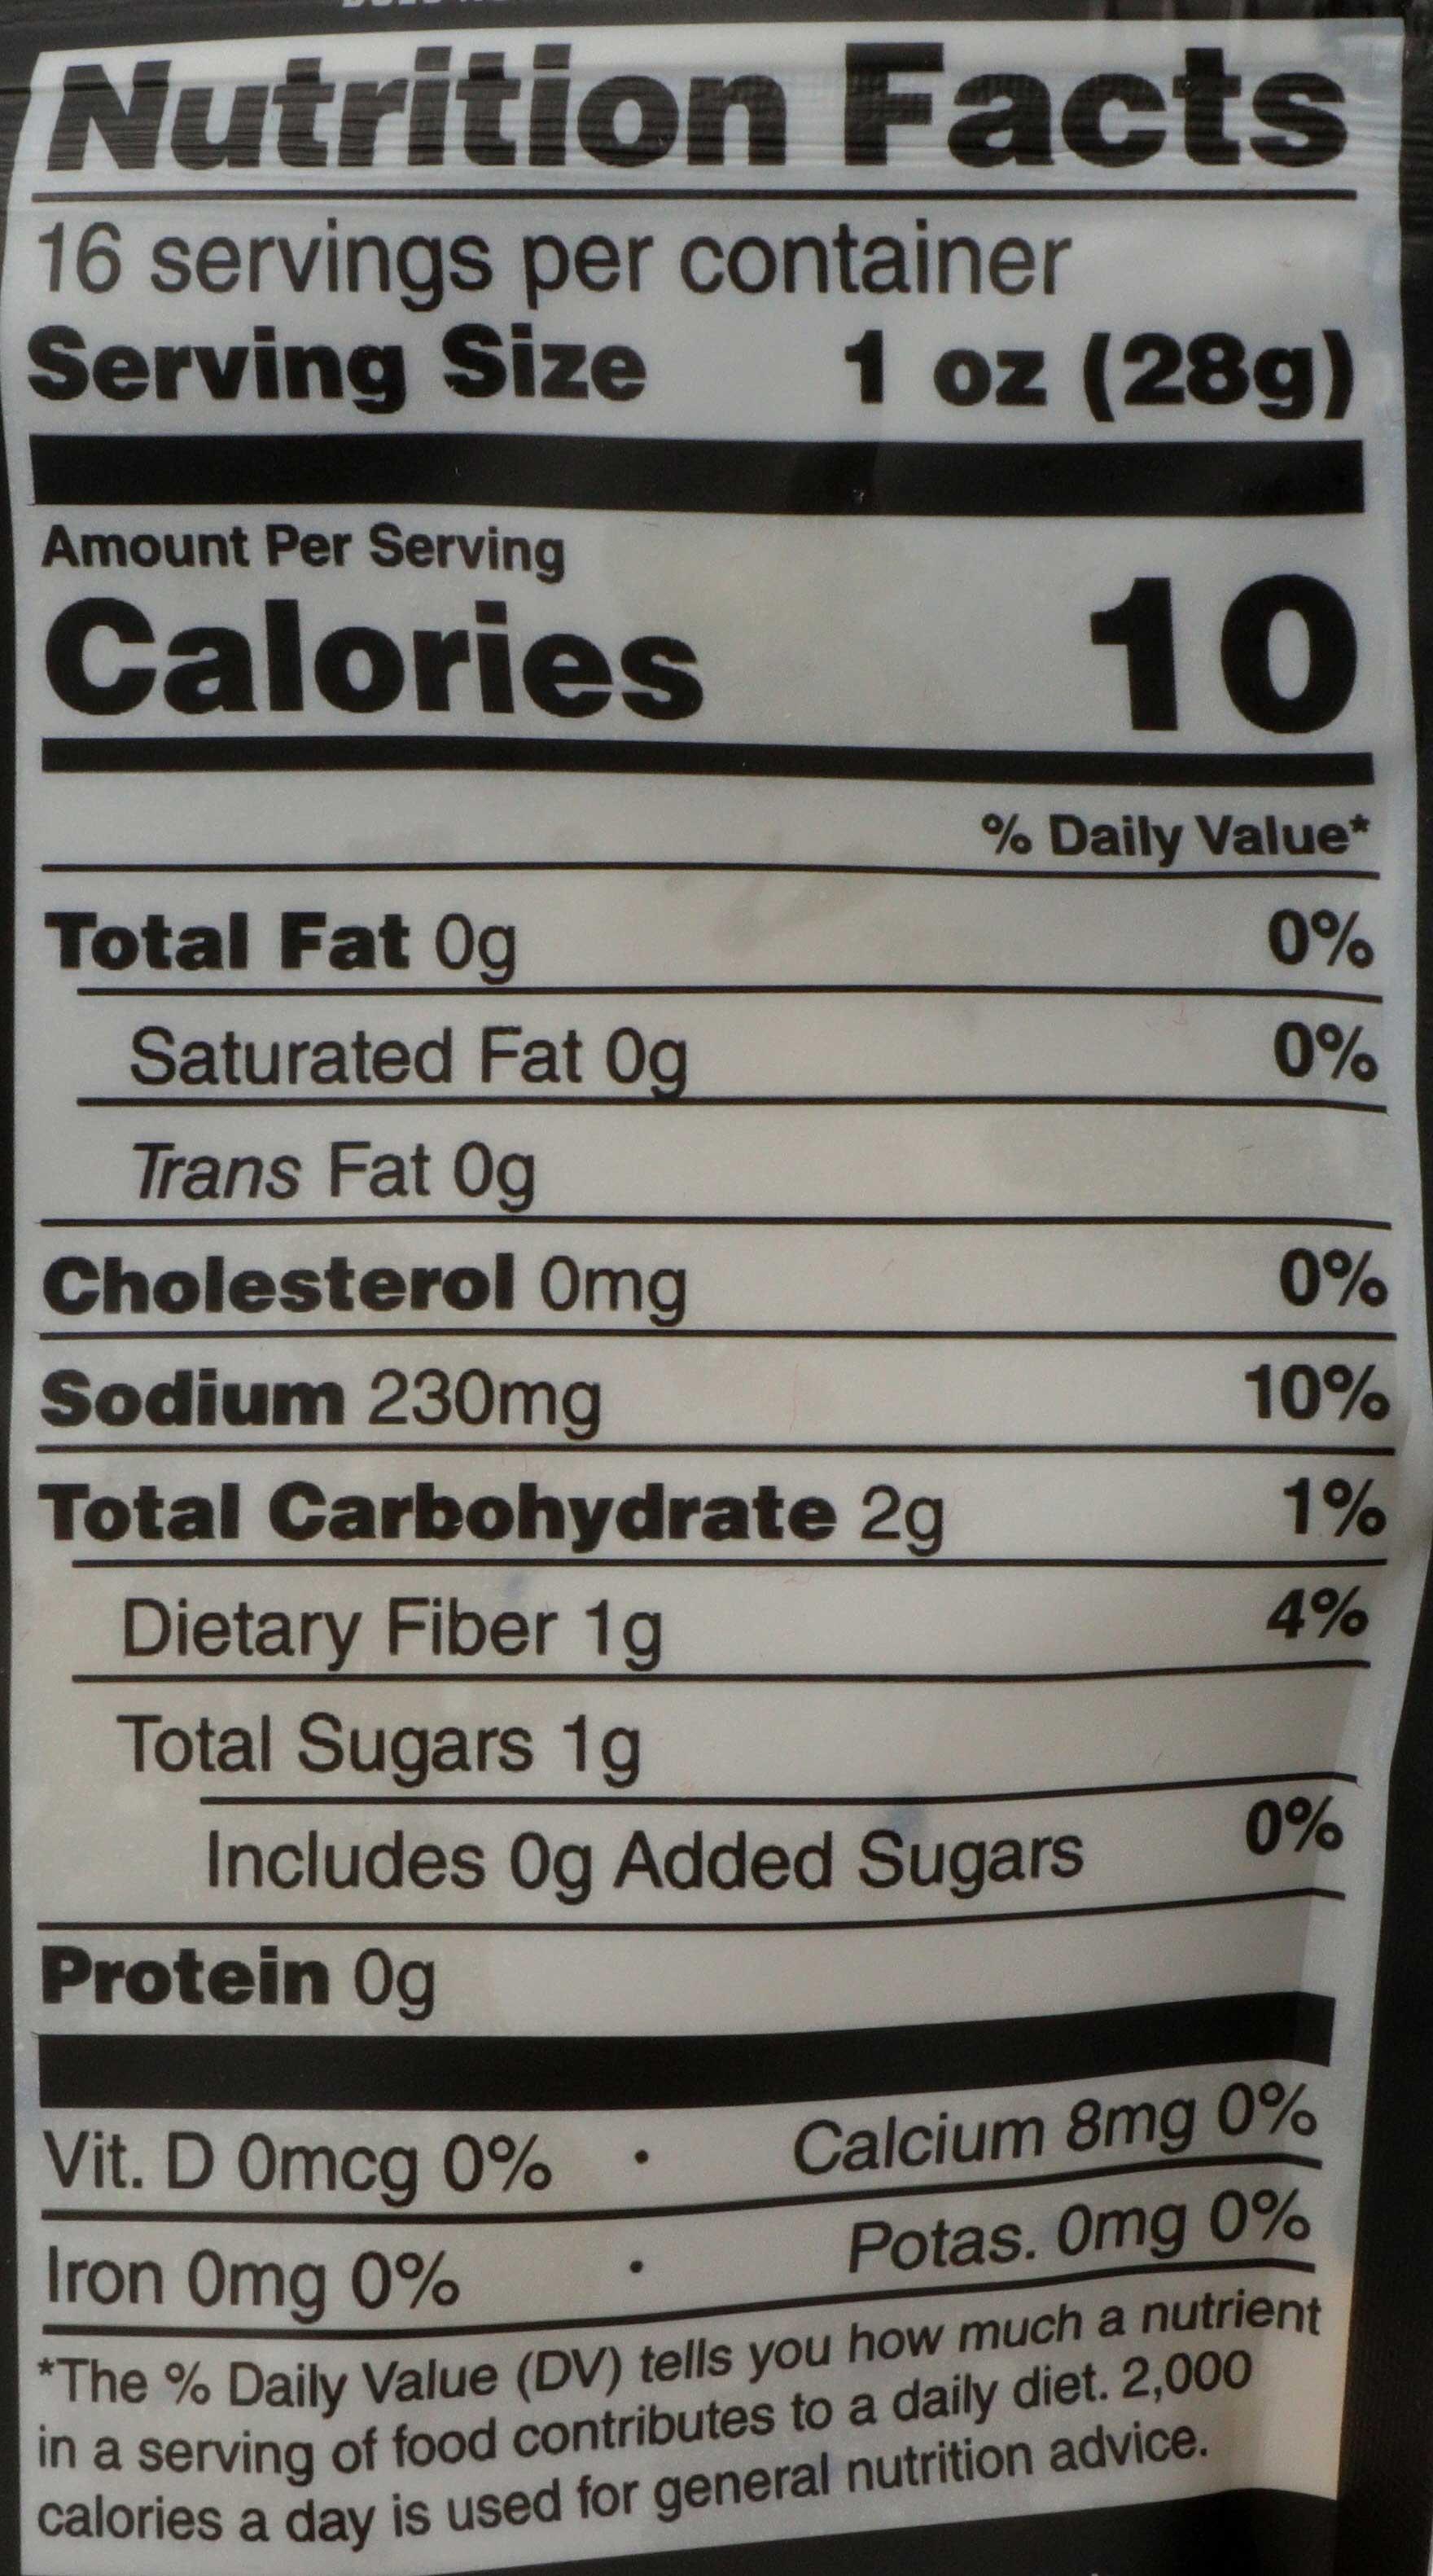 Nutrition Facts
16 servings per container
Serving Size 1 oz (28g)
Amount Per Serving
Calories 10
% Daily Value*
Total Fat 0g 0%
Saturated Fat 0g 0%
Trans Fat 0g
Cholesterol 0mg 0%
Sodium 230mg 10%
Total Carbohydrate 2g 1%
Dietary Fiber 1g 4%
Total Sugars 1g
Includes 0g Added Sugars 0%
Protein 0g
Vit. D 0mcg 0% • Calcium 8mg 0%
Iron 0mg 0% • Potas. 0mg 0%
*The % Daily Value (DV) tells you how much a nutrient
in a serving of food contributes to a daily diet. 2,000
calories a day is used for general nutrition advice.